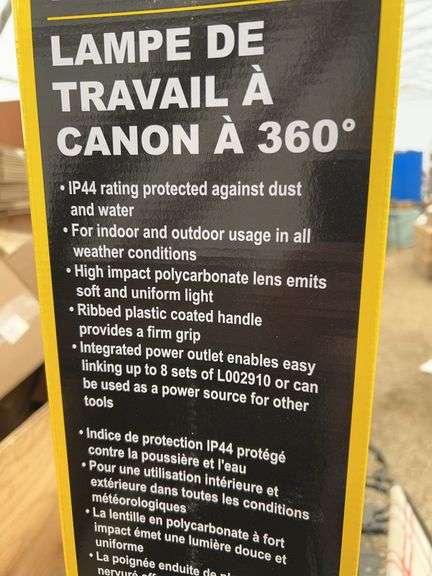 LAMPE DE
TRAVAIL À
CANON À 360°
• IP44 rating protected against dust
and water
• For indoor and outdoor usage in all
weather conditions
• High impact polycarbonate lens emits
soft and uniform light
• Ribbed plastic coated handle
provides a firm grip
• Integrated power outlet enables easy
linking up to 8 sets of L002910 or can
be used as a power source for other
tools
• Indice de protection IP44 protégé
contre la poussière et l'eau
• Pour une utilisation intérieure et
extérieure dans toutes les conditions
météorologiques
• La lentille en polycarbonate à fort
impact émet une lumière douce et
uniforme
• La poignée enduite de
nervuré